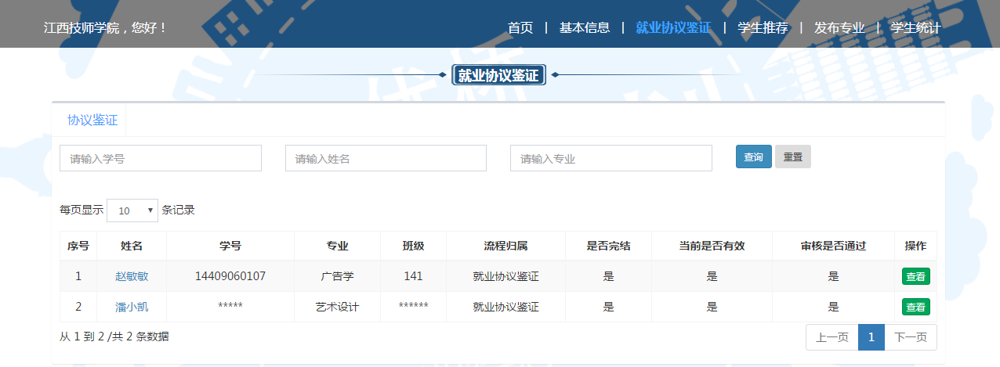 江西技师学院，您好！ 首页 | 基本信息 | 就业协议鉴证 | 学生推荐 | 发布专业 | 学生统计
就业协议鉴证
协议鉴证
请输入学号 请输入姓名 请输入专业 查询 重置
每页显示 10 条记录
序号 姓名 学号 专业 班级 流程归属 是否完结 当前是否有效 审核是否通过 操作
1 赵敏敏 14409060107 广告学 141 就业协议鉴证 是 是 是 查看
2 潘小凯 ***** 艺术设计 ****** 就业协议鉴证 是 是 是 查看
从 1 到 2 /共 2 条数据 上一页 1 下一页